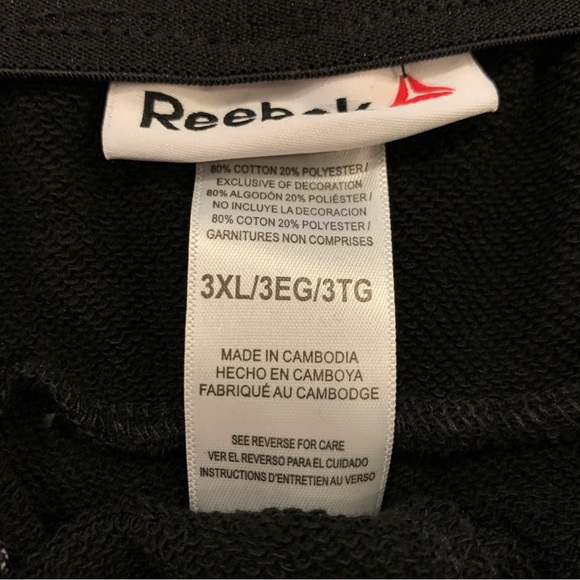 Reebok
80% COTTON 20% POLYESTER/
EXCLUSIVE OF DECORATION
80% ALGODÓN 20% POLIÉSTER/
NO INCLUYE LA DECORACION
80% COTON 20% POLYESTER/
GARNITURES NON COMPRISES
3XL/3EG/3TG
MADE IN CAMBODIA
HECHO EN CAMBOYA
FABRIQUÉ AU CAMBODGE
SEE REVERSE FOR CARE
VER EL REVERSO PARA EL CUIDADO
INSTRUCTIONS D'ENTRETIEN AU VERSO